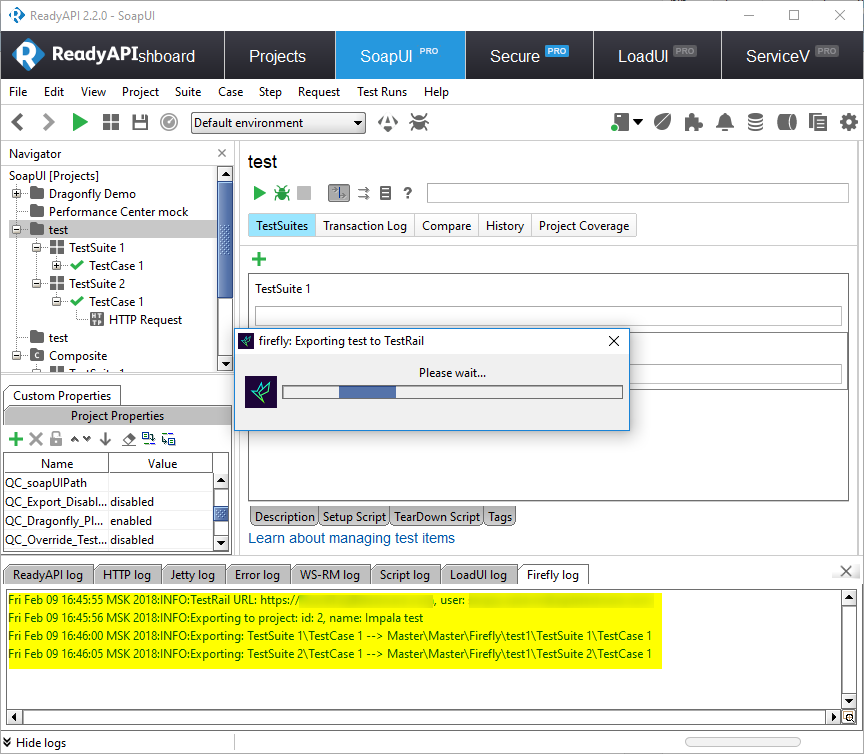 ReadyAPI 2.2.0 - SoapUI
ReadyAPI shboard
Projects
SoapUI PRO
Secure PRO
LoadUI PRO
ServiceV PRO
File Edit View Project Suite Case Step Request Test Runs Help
Default environment
Navigator
SoapUI [Projects]
Dragonfly Demo
Performance Center mock
test
TestSuite 1
TestCase 1
TestSuite 2
TestCase 1
HTTP Request
test
Composite
test
TestSuites Transaction Log Compare History Project Coverage
TestSuite 1
firefly: Exporting test to TestRail
Please wait...
Description Setup Script TearDown Script Tags
Learn about managing test items
Custom Properties
Project Properties
Name Value
QC_soapUIPath
QC_Export_Disabl... disabled
QC_Dragonfly_Pl... enabled
QC_Override_Test... disabled
ReadyAPI log HTTP log Jetty log Error log WS-RM log Script log LoadUI log Firefly log
Fri Feb 09 16:45:55 MSK 2018:INFO:TestRail URL: https:// , user:
Fri Feb 09 16:45:56 MSK 2018:INFO:Exporting to project: id: 2, name: Impala test
Fri Feb 09 16:46:00 MSK 2018:INFO:Exporting: TestSuite 1\TestCase 1 --> Master\Master\Firefly\test1\TestSuite 1\TestCase 1
Fri Feb 09 16:46:05 MSK 2018:INFO:Exporting: TestSuite 2\TestCase 1 --> Master\Master\Firefly\test1\TestSuite 2\TestCase 1
Hide logs